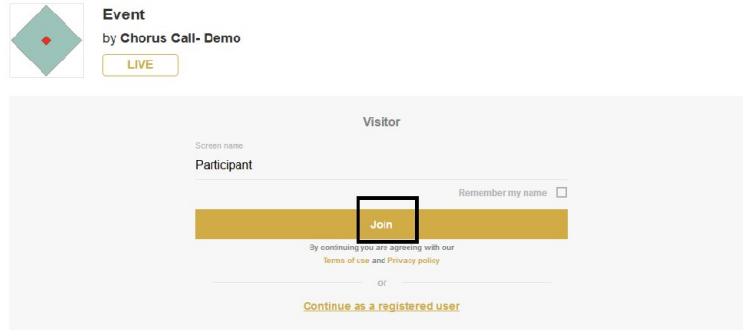 Event
by Chorus Call- Demo
LIVE
Visitor
Screen name
Participant
Remember my name
Join
By continuing you are agreeing with our
Terms of use and Privacy policy
or
Continue as a registered user